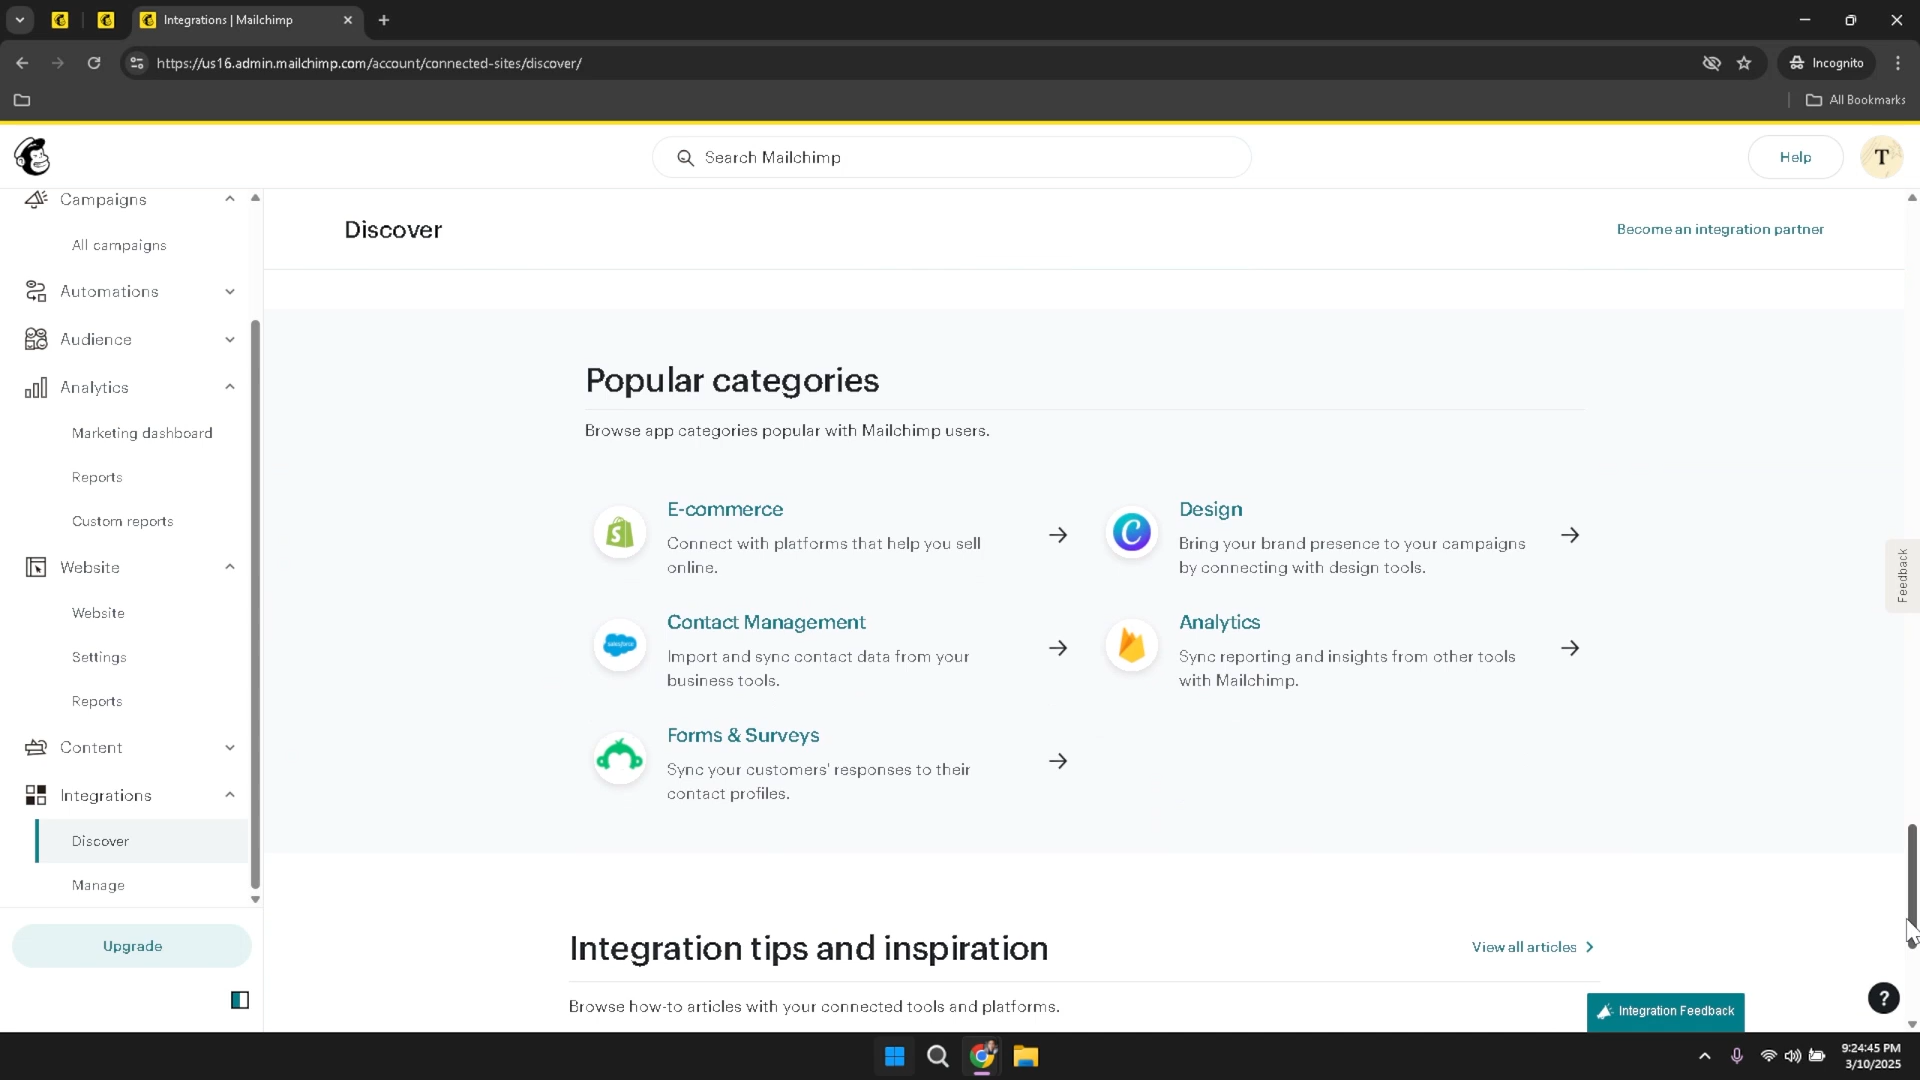 Integrations | Mailchimp
https://us16.admin.mailchimp.com/account/connected-sites/discover/
Incognito
All Bookmarks
Search Mailchimp
Help
T
Campaigns
All campaigns
Automations
Audience
Analytics
Marketing dashboard
Reports
Custom reports
Website
Website
Settings
Reports
Content
Integrations
Discover
Manage
Upgrade
Discover
Become an integration partner
Popular categories
Browse app categories popular with Mailchimp users.
E-commerce
Connect with platforms that help you sell
online.
Design
Bring your brand presence to your campaigns
by connecting with design tools.
Contact Management
Import and sync contact data from your
business tools.
Analytics
Sync reporting and insights from other tools
with Mailchimp.
Forms & Surveys
Sync your customers' responses to their
contact profiles.
Integration tips and inspiration
View all articles
Browse how-to articles with your connected tools and platforms.
Feedback
Integration Feedback
?
9:24:45 PM
3/10/2025